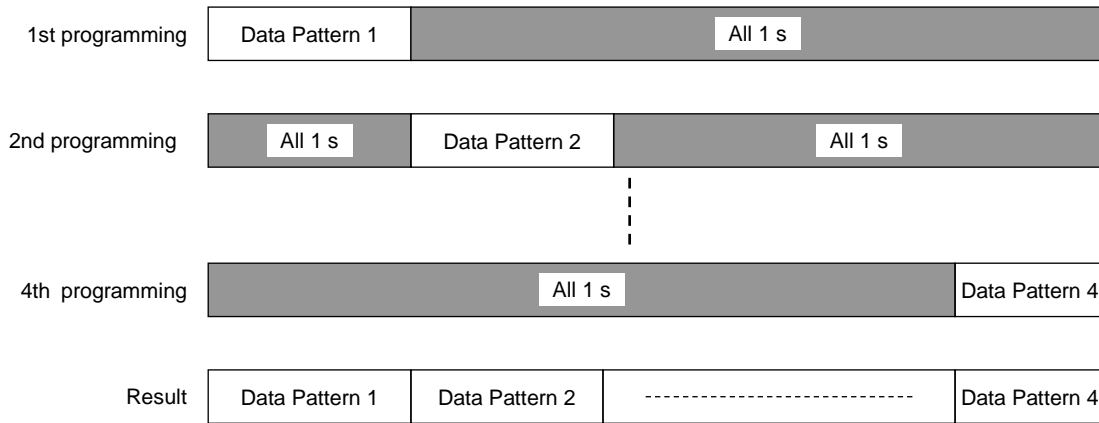 1st programming
Data Pattern 1
All 1 s
2nd programming
All 1 s
Data Pattern 2
All 1 s
4th programming
All 1 s
Data Pattern 4
Result
Data Pattern 1
Data Pattern 2
Data Pattern 4